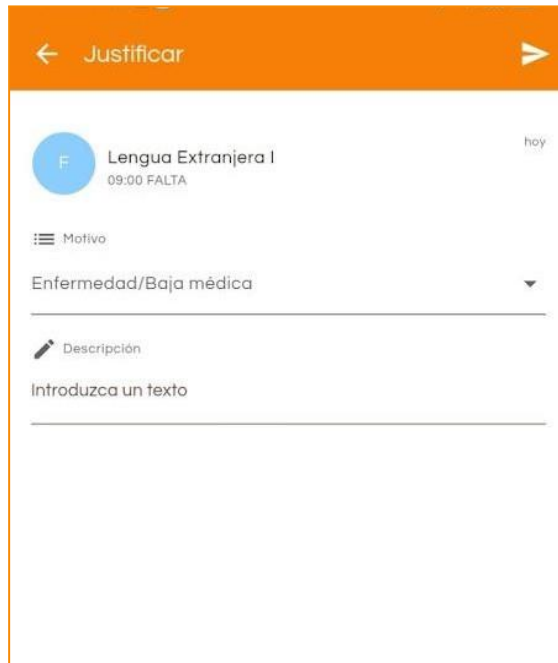 Justificar
F
Lengua Extranjera I
hoy
09:00 FALTA
Motivo
Enfermedad/Baja médica
Descripción
Introduzca un texto